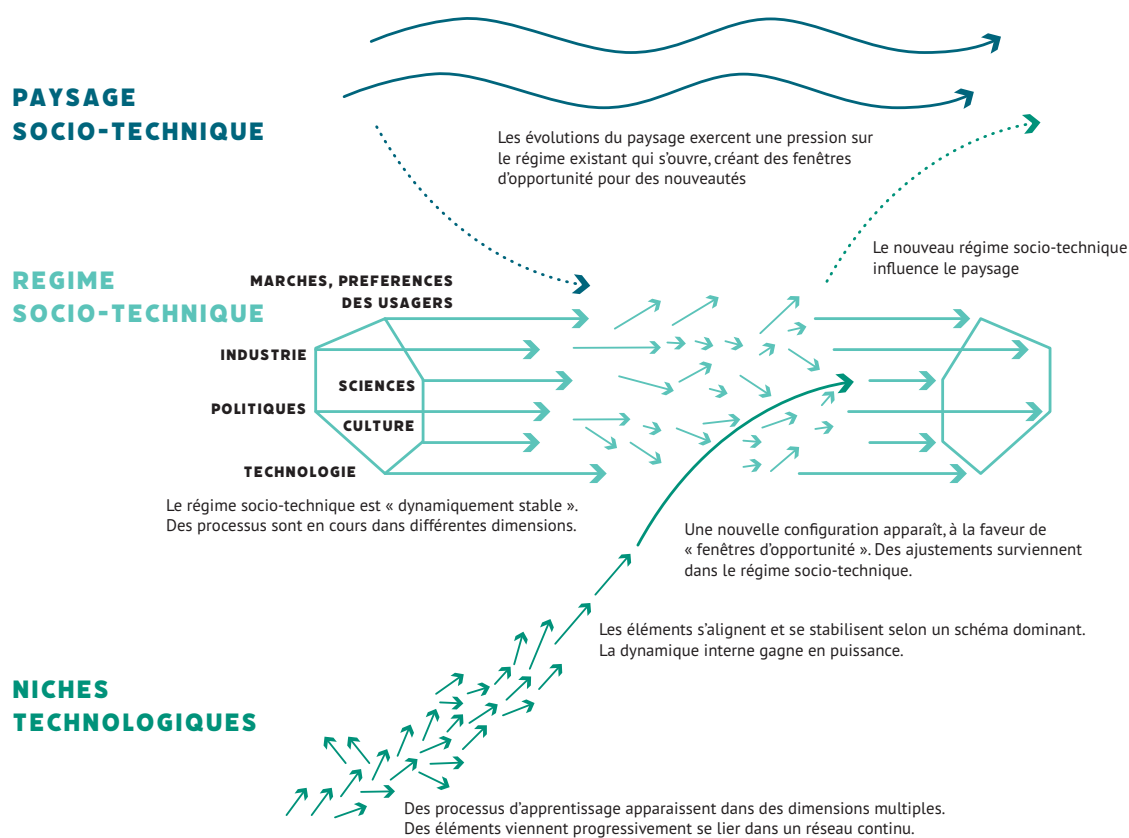 PAYSAGE
SOCIO-TECHNIQUE
Les évolutions du paysage exercent une pression sur
le régime existant qui s’ouvre, créant des fenêtres
d’opportunité pour des nouveautés
Le nouveau régime socio-technique
influence le paysage
REGIME
SOCIO-TECHNIQUE
MARCHES, PREFERENCES
DES USAGERS
INDUSTRIE
SCIENCES
POLITIQUES
CULTURE
TECHNOLOGIE
Le régime socio-technique est « dynamiquement stable ».
Des processus sont en cours dans différentes dimensions.
Une nouvelle configuration apparaît, à la faveur de
« fenêtres d’opportunité ». Des ajustements surviennent
dans le régime socio-technique.
Les éléments s’alignent et se stabilisent selon un schéma dominant.
La dynamique interne gagne en puissance.
NICHES
TECHNOLOGIQUES
Des processus d’apprentissage apparaissent dans des dimensions multiples.
Des éléments viennent progressivement se lier dans un réseau continu.